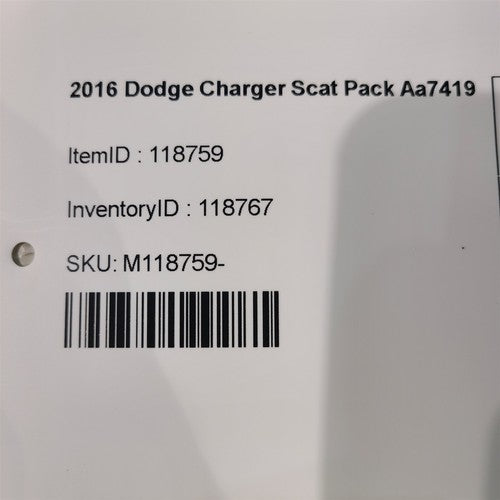 2016 Dodge Charger Scat Pack Aa7419
ItemID : 118759
InventoryID : 118767
SKU: M118759-